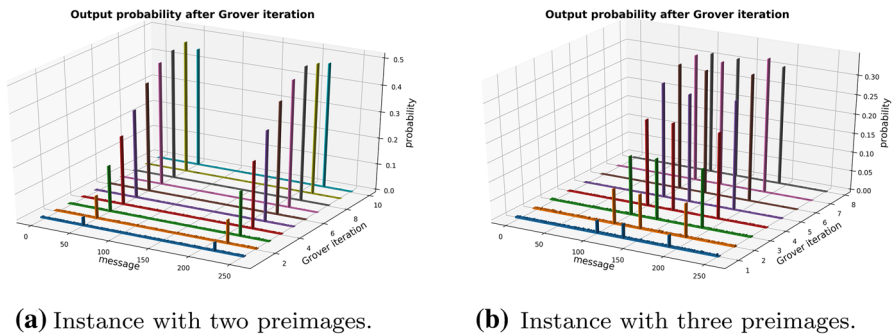 Output probability after Grover iteration
0.5
0.4
0.3
0.2
0.1
0.0
probability
0 50 100 150 200 250
message
2 4 6 8 10
Grover iteration
(a) Instance with two preimages.
Output probability after Grover iteration
0.30
0.25
0.20
0.15
0.10
0.05
0.00
probability
0 50 100 150 200 250
message
1 2 3 4 5 6 7 8
Grover iteration
(b) Instance with three preimages.